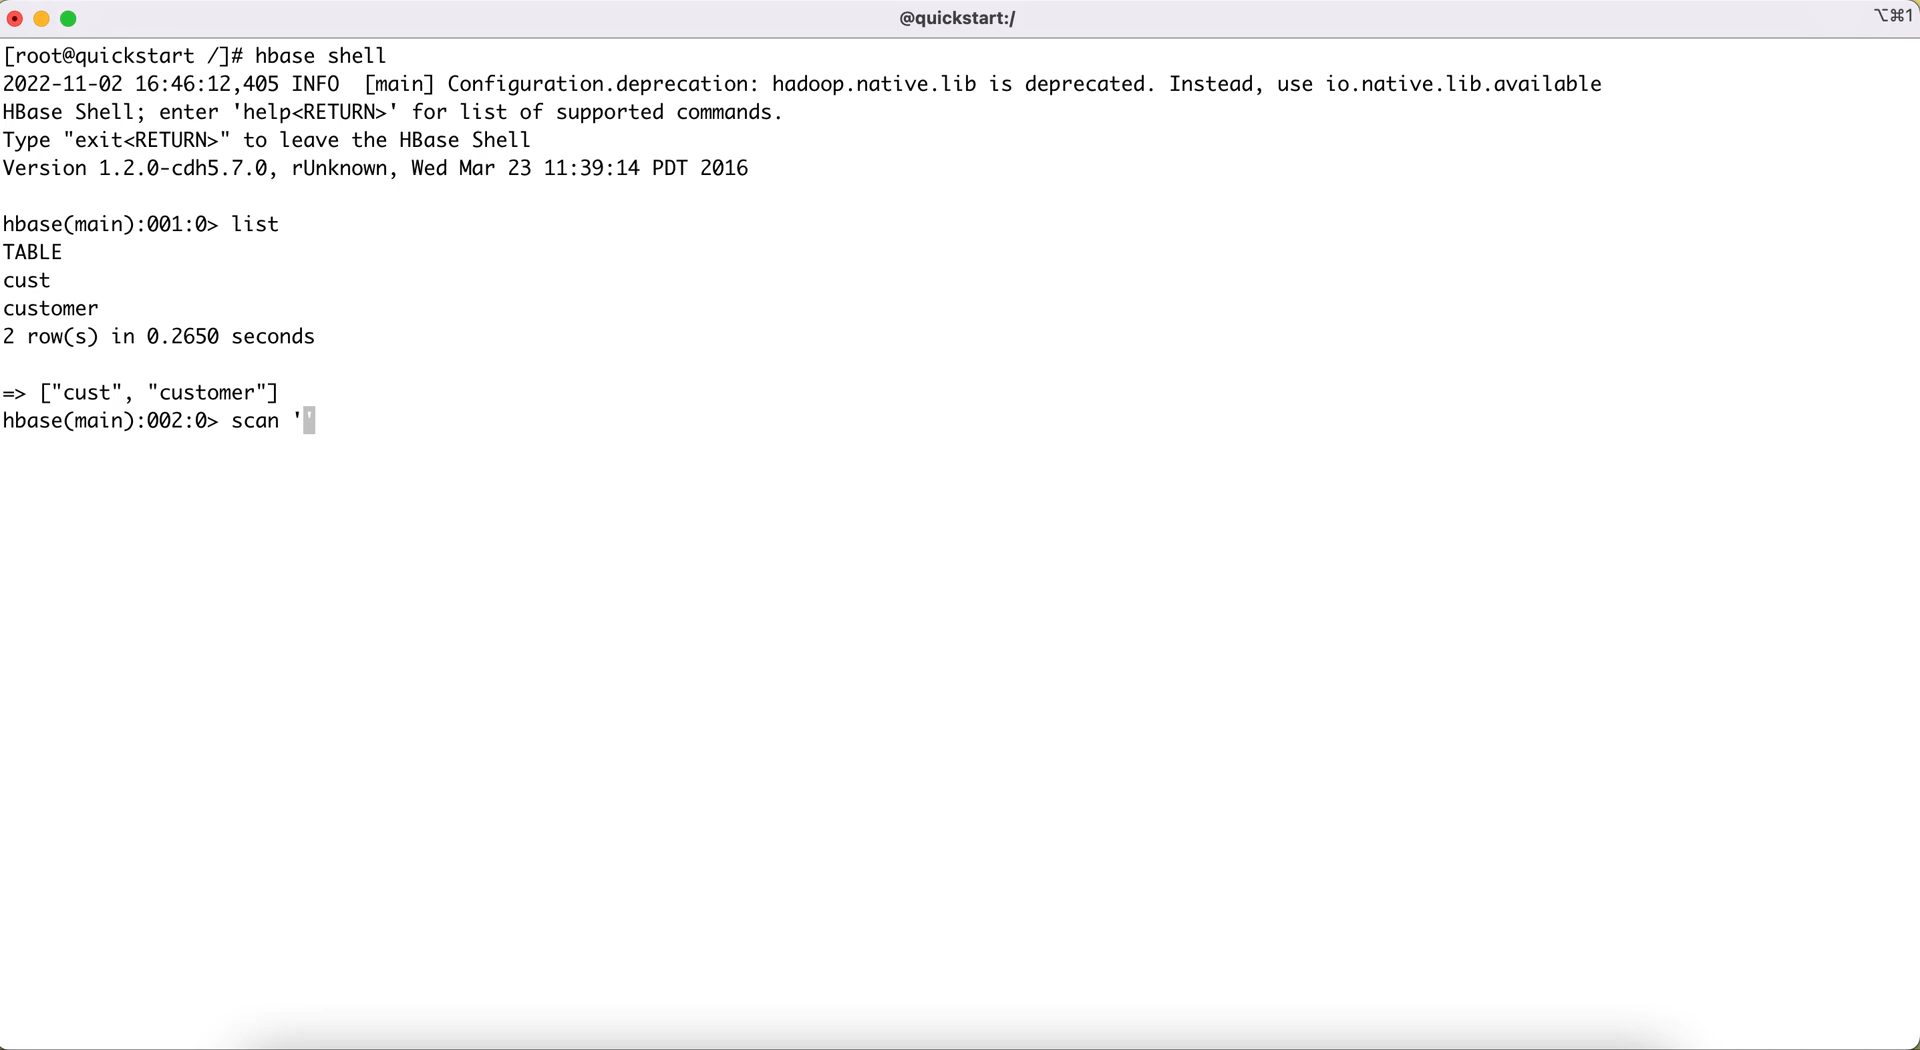 @quickstart:/
⌥⌘1
[root@quickstart /]# hbase shell
2022-11-02 16:46:12,405 INFO  [main] Configuration.deprecation: hadoop.native.lib is deprecated. Instead, use io.native.lib.available
HBase Shell; enter 'help<RETURN>' for list of supported commands.
Type "exit<RETURN>" to leave the HBase Shell
Version 1.2.0-cdh5.7.0, rUnknown, Wed Mar 23 11:39:14 PDT 2016
hbase(main):001:0> list
TABLE
cust
customer
2 row(s) in 0.2650 seconds
=> ["cust", "customer"]
hbase(main):002:0> scan ''